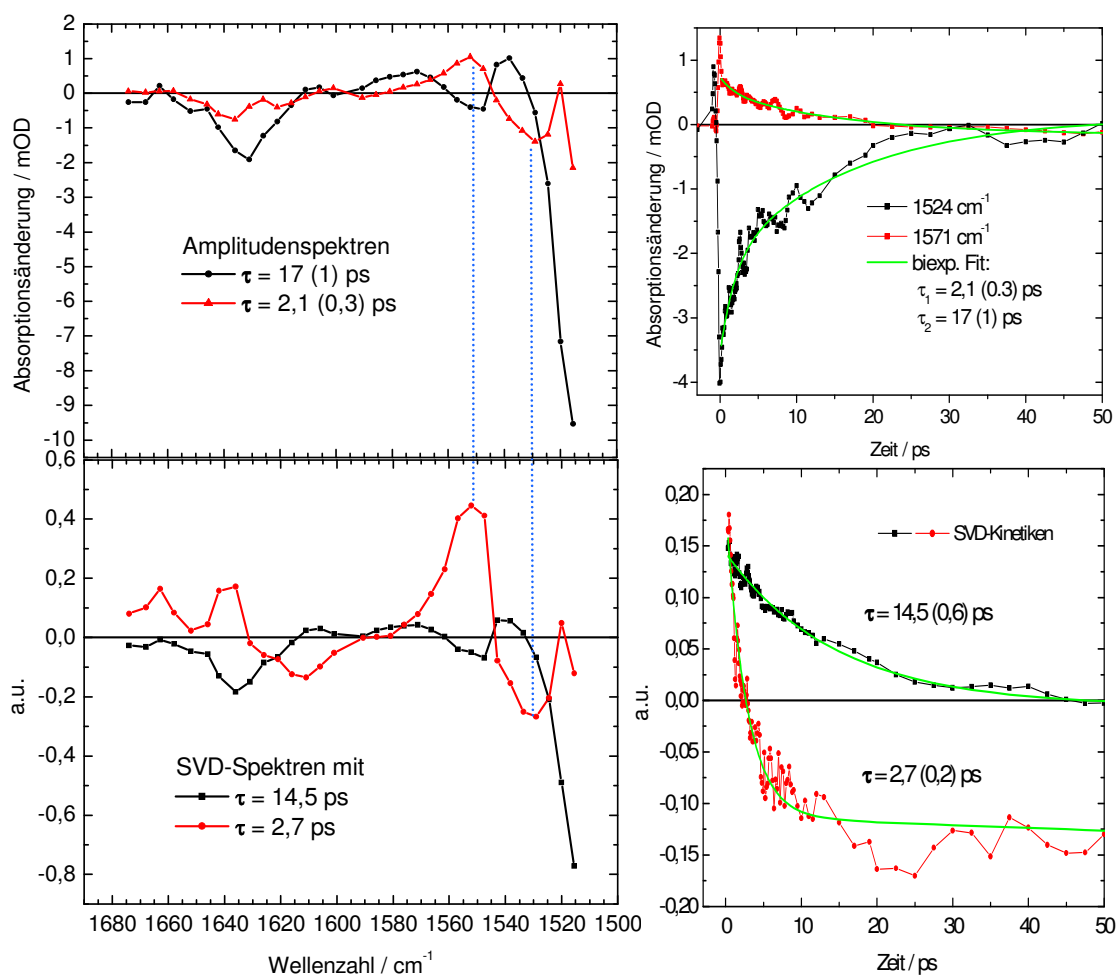 2
1
0
-1
-2
-3
-4
-5
-6
-7
-8
-9
-10
Absorptionsänderung / mOD
Amplitudenspektren
τ = 17 (1) ps
τ = 2,1 (0,3) ps
1
0
-1
-2
-3
-4
Absorptionsänderung / mOD
1524 cm⁻¹
1571 cm⁻¹
biexp. Fit:
τ₁ = 2,1 (0.3) ps
τ₂ = 17 (1) ps
0 10 20 30 40 50
Zeit / ps
0,6
0,4
0,2
0,0
-0,2
-0,4
-0,6
-0,8
a.u.
SVD-Spektren mit
τ = 14,5 ps
τ = 2,7 ps
1680 1660 1640 1620 1600 1580 1560 1540 1520 1500
Wellenzahl / cm⁻¹
0,20
0,15
0,10
0,05
0,00
-0,05
-0,10
-0,15
-0,20
a.u.
SVD-Kinetiken
τ = 14,5 (0,6) ps
τ = 2,7 (0,2) ps
0 10 20 30 40 50
Zeit / ps